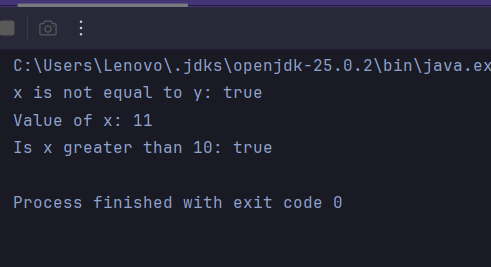 C:\Users\Lenovo\.jdks\openjdk-25.0.2\bin\java.ex
x is not equal to y: true
Value of x: 11
Is x greater than 10: true
Process finished with exit code 0